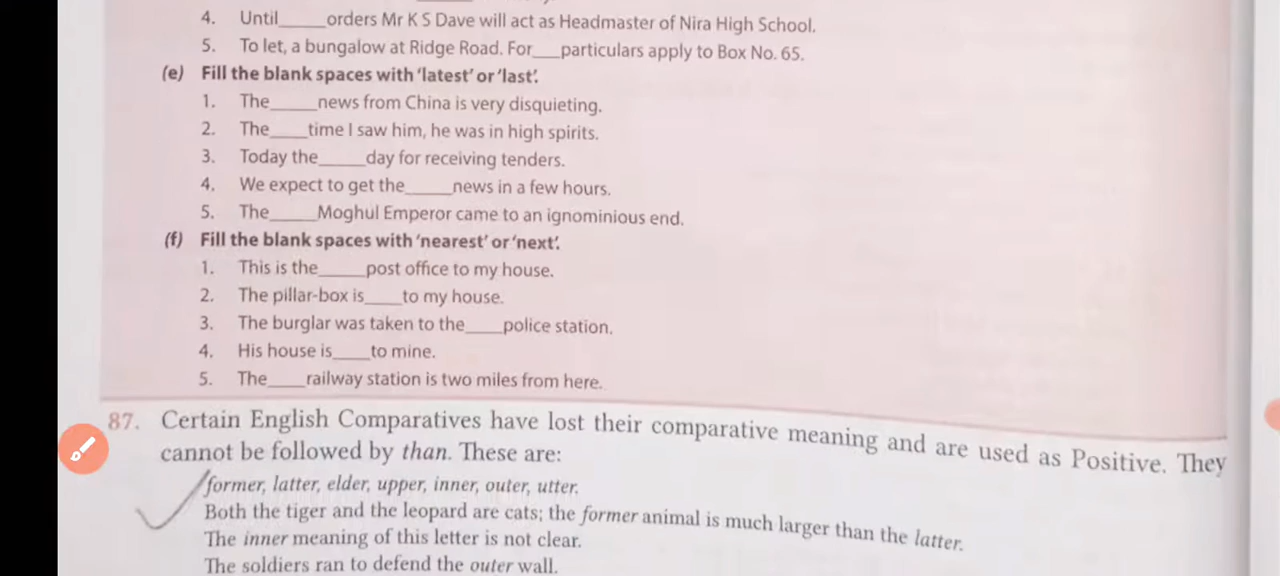 4. Until_____orders Mr K S Dave will act as Headmaster of Nira High School.
5. To let, a bungalow at Ridge Road. For___particulars apply to Box No. 65.
(e) Fill the blank spaces with ‘latest’ or ‘last’.
1. The_____news from China is very disquieting.
2. The____time I saw him, he was in high spirits.
3. Today the_____day for receiving tenders.
4. We expect to get the_____news in a few hours.
5. The_____Moghul Emperor came to an ignominious end.
(f) Fill the blank spaces with ‘nearest’ or ‘next’.
1. This is the_____post office to my house.
2. The pillar-box is____to my house.
3. The burglar was taken to the____police station.
4. His house is____to mine.
5. The____railway station is two miles from here.
87. Certain English Comparatives have lost their comparative meaning and are used as Positive. They
cannot be followed by than. These are:
former, latter, elder, upper, inner, outer, utter.
Both the tiger and the leopard are cats; the former animal is much larger than the latter.
The inner meaning of this letter is not clear.
The soldiers ran to defend the outer wall.